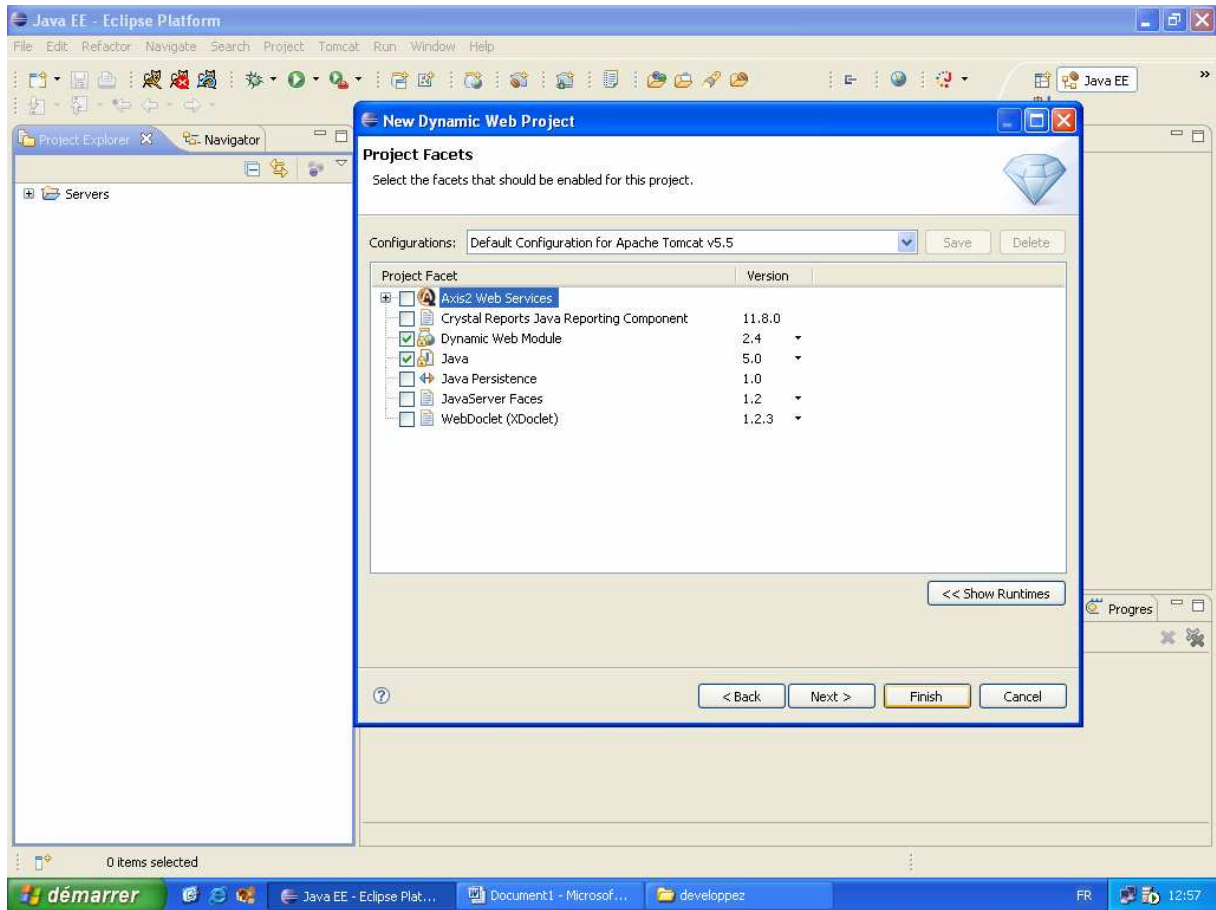 Java EE - Eclipse Platform
File Edit Refactor Navigate Search Project Tomcat Run Window Help
Java EE
»
Project Explorer
Navigator
Servers
New Dynamic Web Project
Project Facets
Select the facets that should be enabled for this project.
Configurations: Default Configuration for Apache Tomcat v5.5 Save Delete
Project Facet Version
Axis2 Web Services
Crystal Reports Java Reporting Component 11.8.0
Dynamic Web Module 2.4
Java 5.0
Java Persistence 1.0
JavaServer Faces 1.2
WebDoclet (XDoclet) 1.2.3
<< Show Runtimes
Progres
< Back Next > Finish Cancel
0 items selected
démarrer Java EE - Eclipse Plat... Document1 - Microsof... developpez FR 12:57